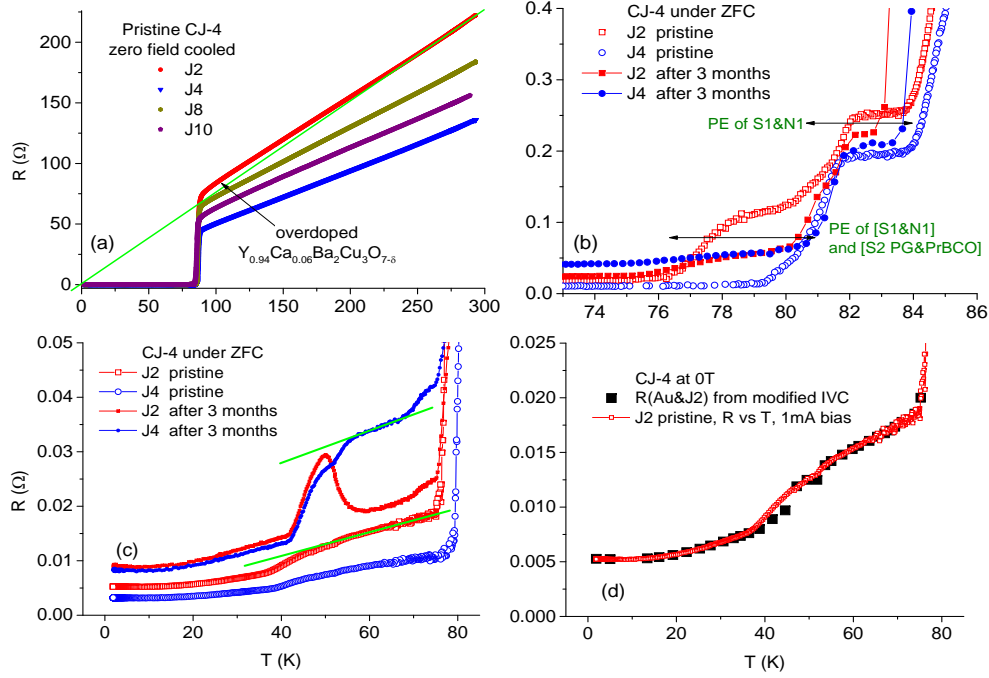 Pristine CJ-4
zero field cooled
J2
J4
J8
J10
R (Ω)
200
150
100
50
0
(a)
overdoped
Y0.94Ca0.06Ba2Cu3O7-δ
0 50 100 150 200 250 300
CJ-4 under ZFC
J2 pristine
J4 pristine
J2 after 3 months
J4 after 3 months
0.4
0.3
0.2
0.1
0.0
PE of S1&N1
PE of [S1&N1]
and [S2 PG&PrBCO]
(b)
74 76 78 80 82 84 86
CJ-4 under ZFC
J2 pristine
J4 pristine
J2 after 3 months
J4 after 3 months
R (Ω)
0.05
0.04
0.03
0.02
0.01
0.00
(c)
0 20 40 60 80
T (K)
CJ-4 at 0T
R(Au&J2) from modified IVC
J2 pristine, R vs T, 1mA bias
0.025
0.020
0.015
0.010
0.005
0.000
(d)
0 20 40 60 80
T (K)